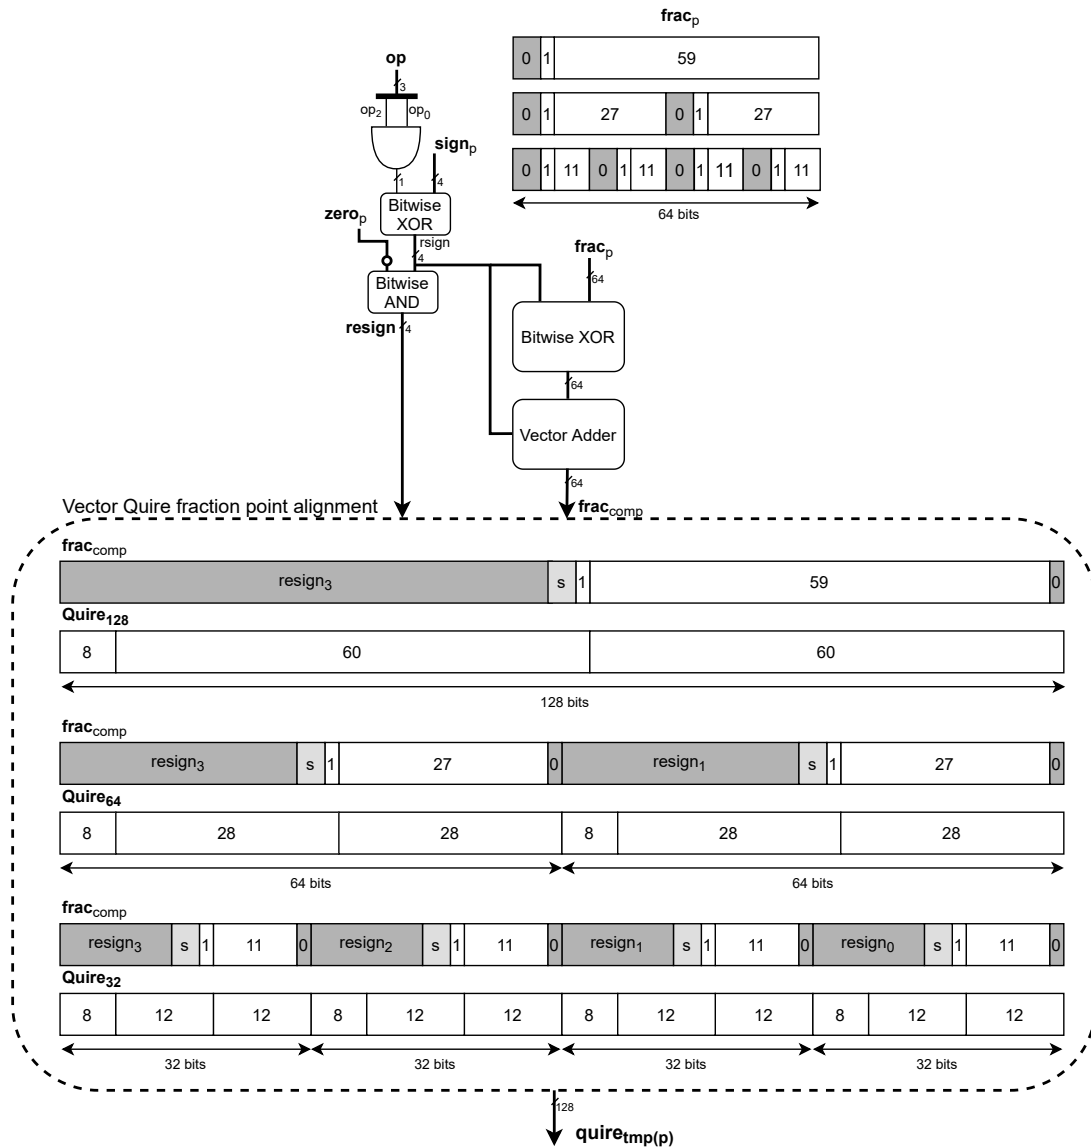 frac_p
0 1 59
0 1 27 0 1 27
0 1 11 0 1 11 0 1 11 0 1 11
64 bits
op
3
op_2 op_0
sign_p
1 4
Bitwise XOR
zero_p
rsign
4
Bitwise AND
resign 4
frac_p
64
Bitwise XOR
64
Vector Adder
64
frac_comp
Vector Quire fraction point alignment
frac_comp
resign_3 s 1 59 0
Quire_128
8 60 60
128 bits
frac_comp
resign_3 s 1 27 0 resign_1 s 1 27 0
Quire_64
8 28 28 8 28 28
64 bits 64 bits
frac_comp
resign_3 s 1 11 0 resign_2 s 1 11 0 resign_1 s 1 11 0 resign_0 s 1 11 0
Quire_32
8 12 12 8 12 12 8 12 12 8 12 12
32 bits 32 bits 32 bits 32 bits
128
quire_tmp(p)